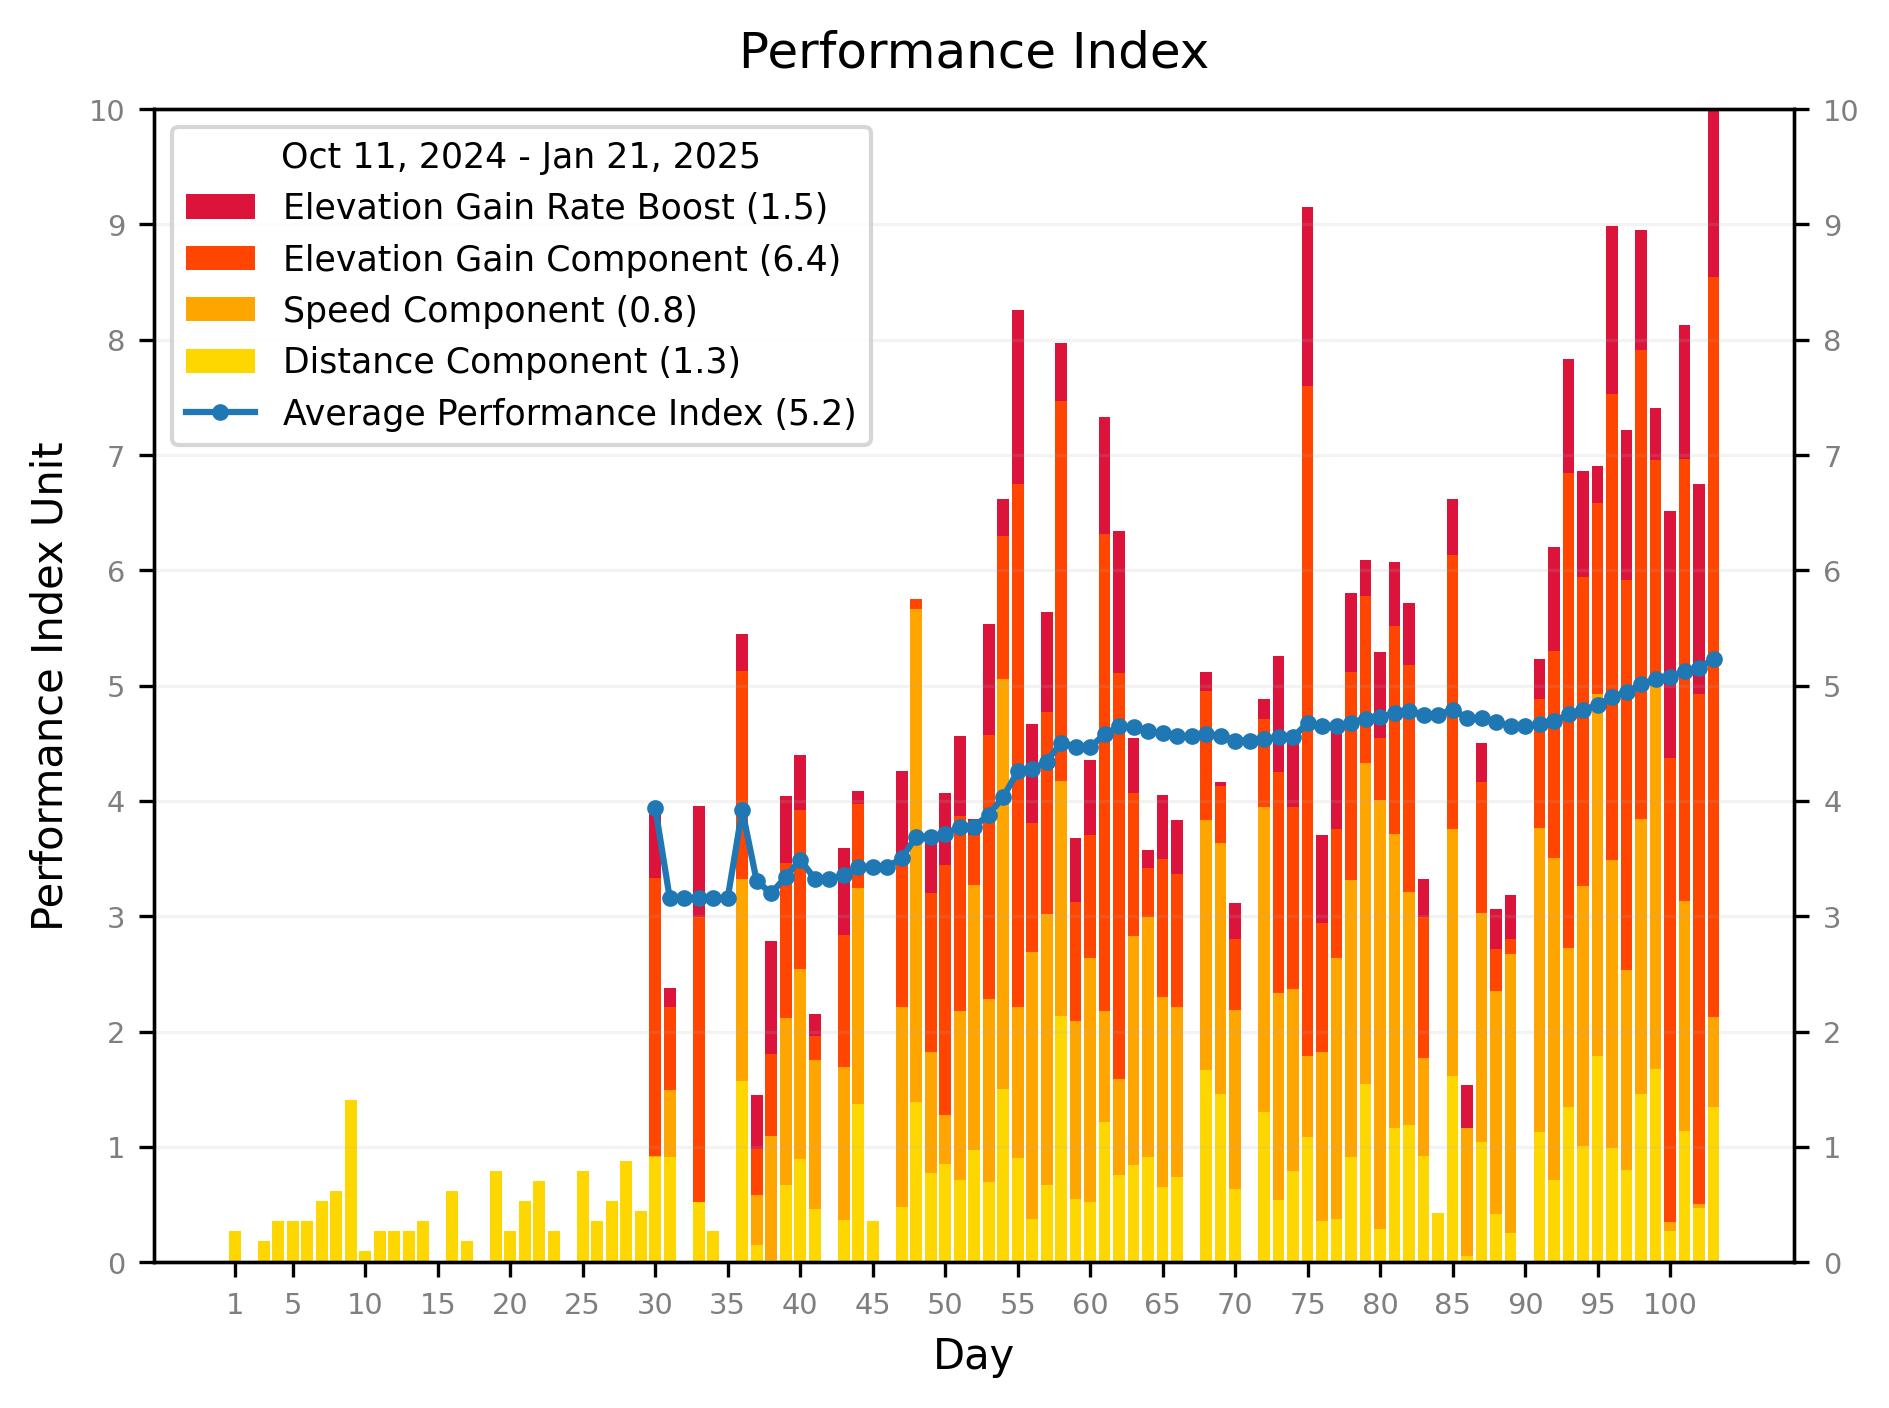 Performance Index
Oct 11, 2024 - Jan 21, 2025
Elevation Gain Rate Boost (1.5)
Elevation Gain Component (6.4)
Speed Component (0.8)
Distance Component (1.3)
Average Performance Index (5.2)
Performance Index Unit
10
9
8
7
6
5
4
3
2
1
0
10
9
8
7
6
5
4
3
2
1
0
1 5 10 15 20 25 30 35 40 45 50 55 60 65 70 75 80 85 90 95 100
Day